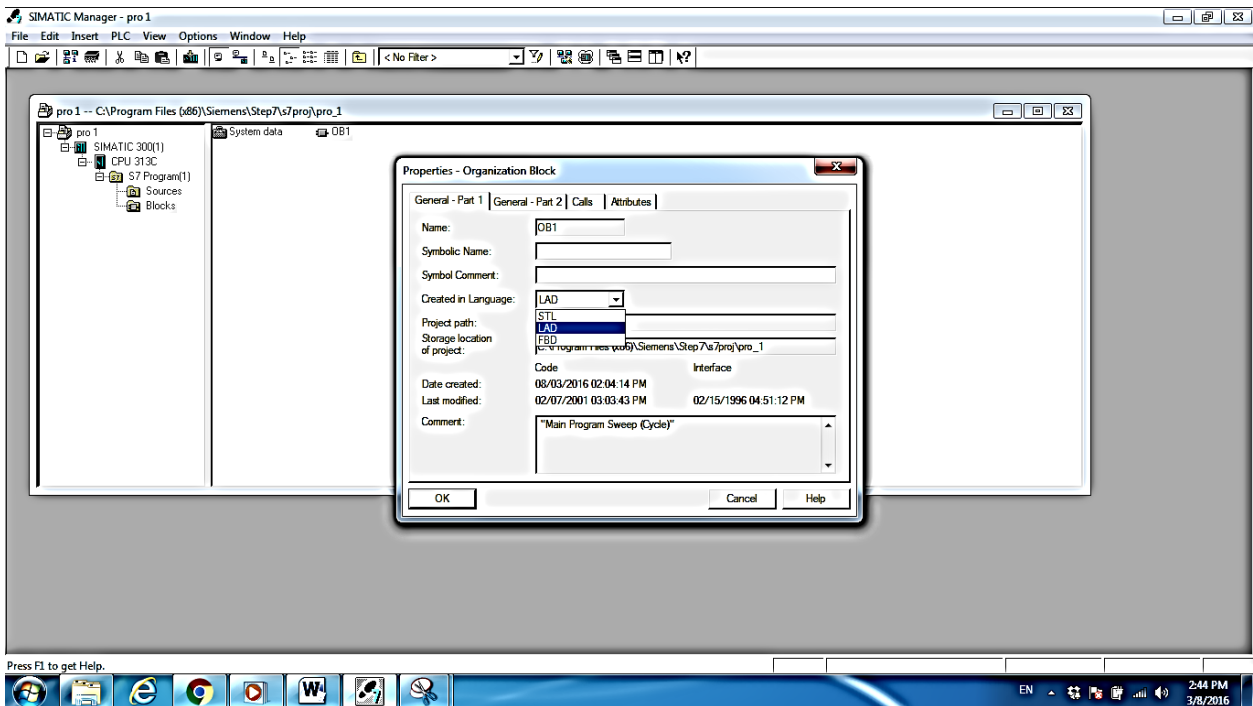 SIMATIC Manager - pro 1
File Edit Insert PLC View Options Window Help
< No Filter >
pro 1 -- C:\Program Files (x86)\Siemens\Step7\s7proj\pro_1
pro 1
SIMATIC 300(1)
CPU 313C
S7 Program(1)
Sources
Blocks
System data OB1
Properties - Organization Block
General - Part 1 General - Part 2 Calls Attributes
Name: OB1
Symbolic Name:
Symbol Comment:
Created in Language: LAD
STL
LAD
FBD
Project path:
Storage location
of project: C:\Program Files (x86)\Siemens\Step7\s7proj\pro_1
Code Interface
Date created: 08/03/2016 02:04:14 PM
Last modified: 02/07/2001 03:03:43 PM 02/15/1996 04:51:12 PM
Comment: "Main Program Sweep (Cycle)"
OK Cancel Help
Press F1 to get Help.
EN 2:44 PM
3/8/2016